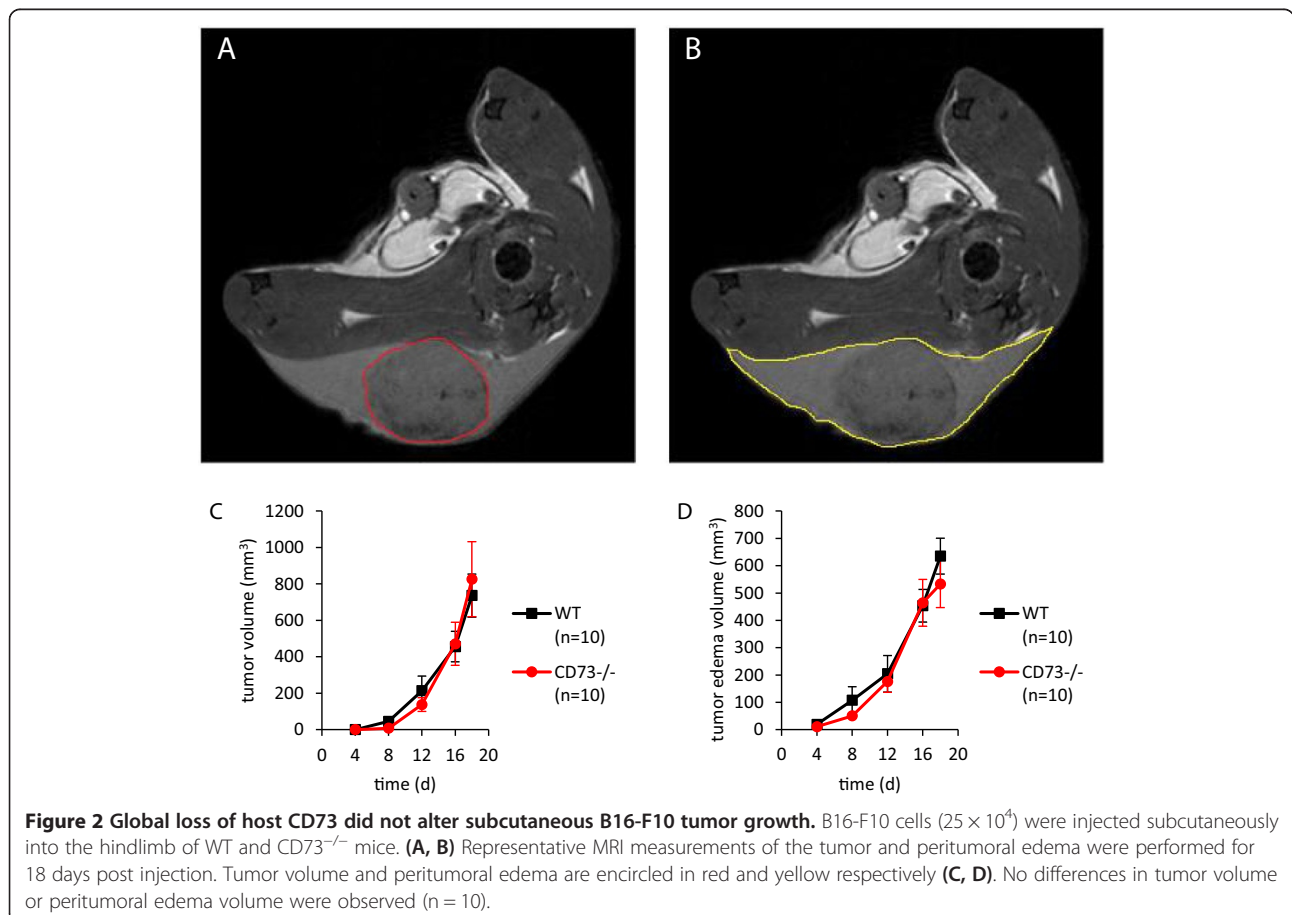 A
B
C
1200
1000
800
600
400
200
0
0 4 8 12 16 20
tumor volume (mm³)
time (d)
WT
(n=10)
CD73-/-
(n=10)
D
800
700
600
500
400
300
200
100
0
0 4 8 12 16 20
tumor edema volume (mm³)
time (d)
WT
(n=10)
CD73-/-
(n=10)
Figure 2 Global loss of host CD73 did not alter subcutaneous B16-F10 tumor growth. B16-F10 cells (25 × 10⁴) were injected subcutaneously
into the hindlimb of WT and CD73⁻/⁻ mice. (A, B) Representative MRI measurements of the tumor and peritumoral edema were performed for
18 days post injection. Tumor volume and peritumoral edema are encircled in red and yellow respectively (C, D). No differences in tumor volume
or peritumoral edema volume were observed (n = 10).